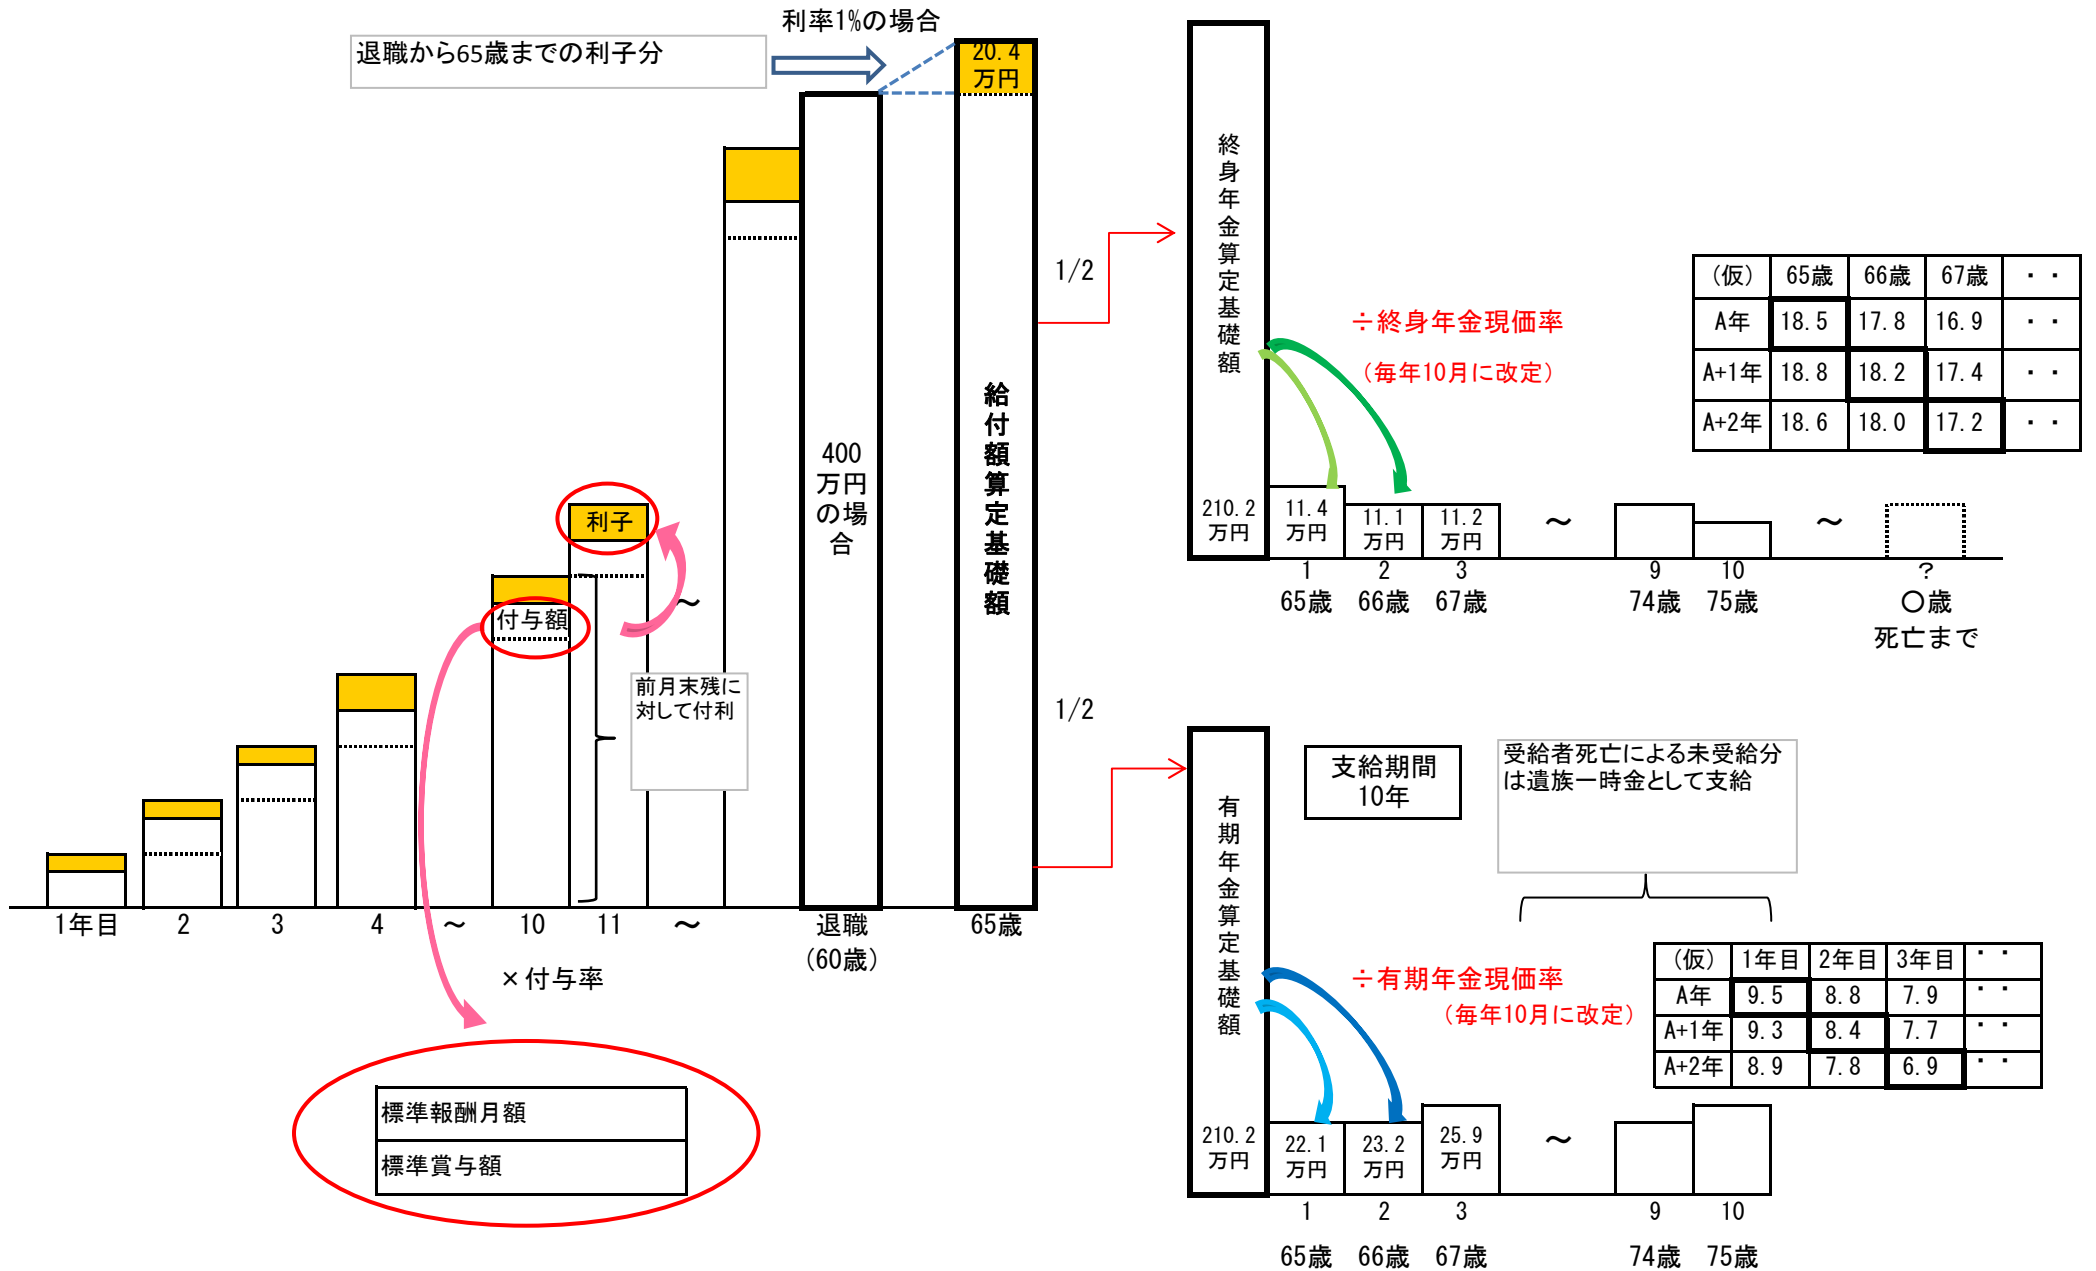 利率1%の場合
退職から65歳までの利子分
20.4
万円
400
万円
の場
合
給付額算定基礎額
利子
付与額
～
前月末残に
対して付利
1年目
2
3
4
～
10
11
～
退職
(60歳)
65歳
×付与率
標準報酬月額
標準賞与額
1/2
1/2
終身年金算定基礎額
210.2
万円
÷終身年金現価率
(毎年10月に改定)
(仮) 65歳 66歳 67歳 ・・
A年 18.5 17.8 16.9 ・・
A+1年 18.8 18.2 17.4 ・・
A+2年 18.6 18.0 17.2 ・・
11.4
万円
11.1
万円
11.2
万円
～
～
1 2 3 9 10 ？
65歳 66歳 67歳 74歳 75歳 〇歳
死亡まで
有期年金算定基礎額
210.2
万円
支給期間
10年
受給者死亡による未受給分
は遺族一時金として支給
÷有期年金現価率
(毎年10月に改定)
(仮) 1年目 2年目 3年目 ・・
A年 9.5 8.8 7.9 ・・
A+1年 9.3 8.4 7.7 ・・
A+2年 8.9 7.8 6.9 ・・
22.1
万円
23.2
万円
25.9
万円
～
1 2 3 9 10
65歳 66歳 67歳 74歳 75歳